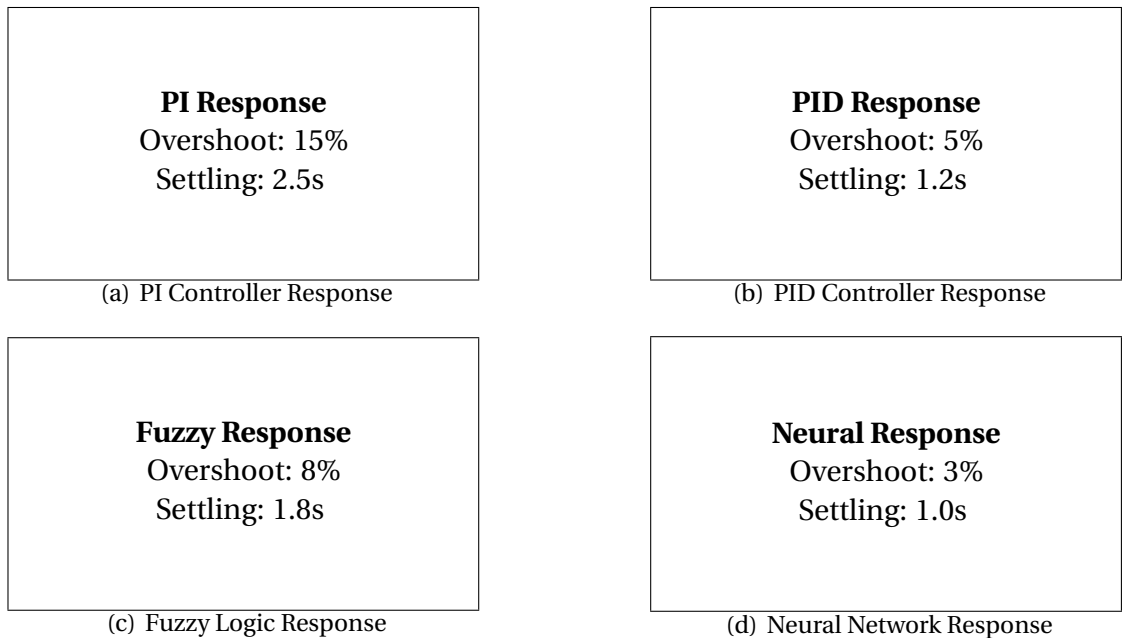 PI Response
Overshoot: 15%
Settling: 2.5s
(a) PI Controller Response
PID Response
Overshoot: 5%
Settling: 1.2s
(b) PID Controller Response
Fuzzy Response
Overshoot: 8%
Settling: 1.8s
(c) Fuzzy Logic Response
Neural Response
Overshoot: 3%
Settling: 1.0s
(d) Neural Network Response